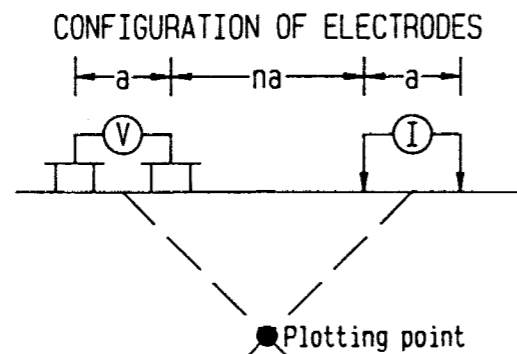 CONFIGURATION OF ELECTRODES
a na a
V I
Plotting point